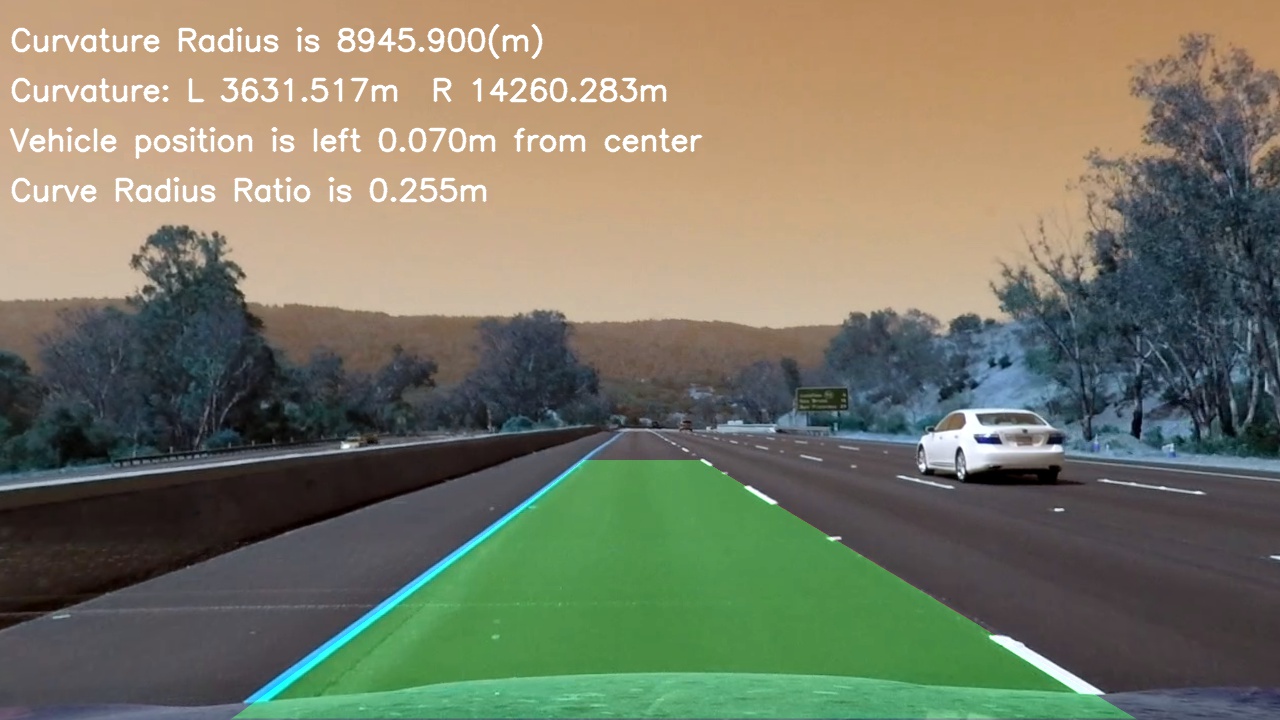 Curvature Radius is 8945.900(m)
Curvature: L 3631.517m R 14260.283m
Vehicle position is left 0.070m from center
Curve Radius Ratio is 0.255m